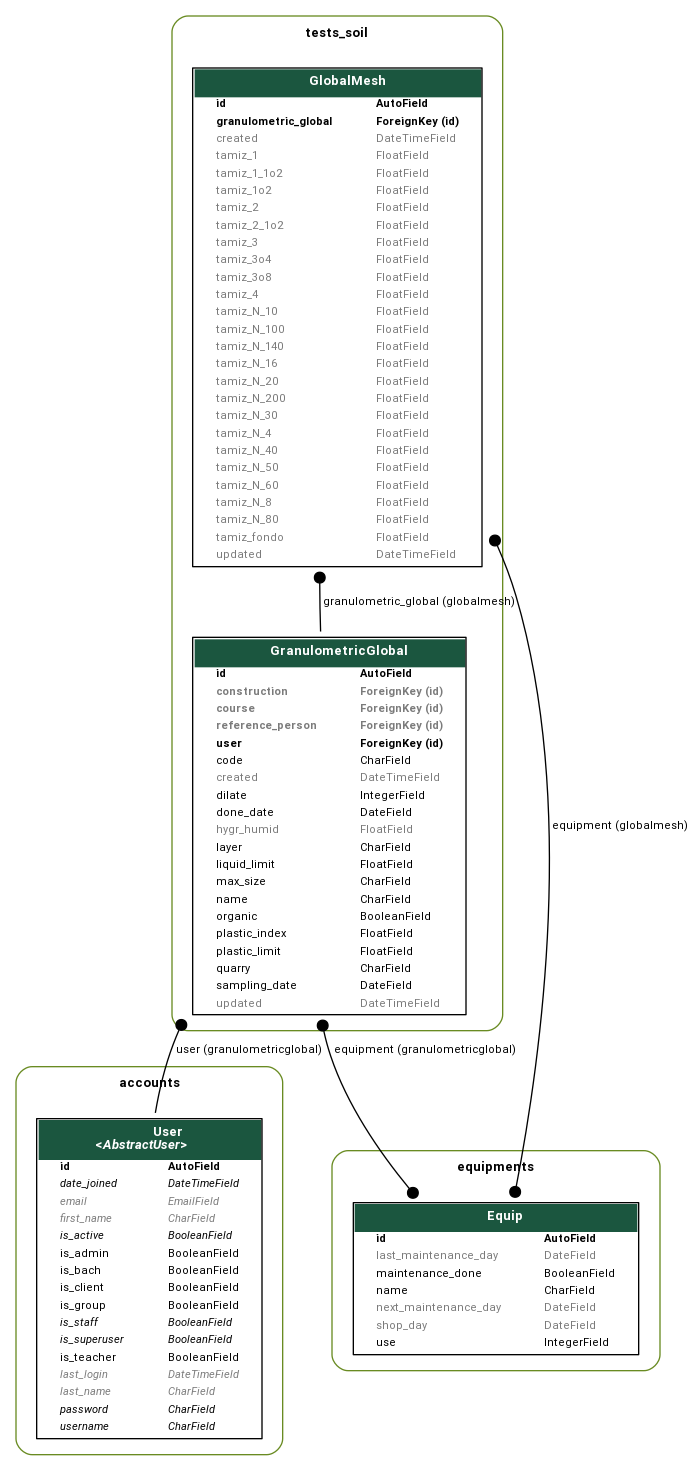 tests_soil
GlobalMesh
id AutoField
granulometric_global ForeignKey (id)
created DateTimeField
tamiz_1 FloatField
tamiz_1_1o2 FloatField
tamiz_1o2 FloatField
tamiz_2 FloatField
tamiz_2_1o2 FloatField
tamiz_3 FloatField
tamiz_3o4 FloatField
tamiz_3o8 FloatField
tamiz_4 FloatField
tamiz_N_10 FloatField
tamiz_N_100 FloatField
tamiz_N_140 FloatField
tamiz_N_16 FloatField
tamiz_N_20 FloatField
tamiz_N_200 FloatField
tamiz_N_30 FloatField
tamiz_N_4 FloatField
tamiz_N_40 FloatField
tamiz_N_50 FloatField
tamiz_N_60 FloatField
tamiz_N_8 FloatField
tamiz_N_80 FloatField
tamiz_fondo FloatField
updated DateTimeField
granulometric_global (globalmesh)
GranulometricGlobal
id AutoField
construction ForeignKey (id)
course ForeignKey (id)
reference_person ForeignKey (id)
user ForeignKey (id)
code CharField
created DateTimeField
dilate IntegerField
done_date DateField
hygr_humid FloatField
layer CharField
liquid_limit FloatField
max_size CharField
name CharField
organic BooleanField
plastic_index FloatField
plastic_limit FloatField
quarry CharField
sampling_date DateField
updated DateTimeField
equipment (globalmesh)
user (granulometricglobal)
equipment (granulometricglobal)
accounts
User
<AbstractUser>
id AutoField
date_joined DateTimeField
email EmailField
first_name CharField
is_active BooleanField
is_admin BooleanField
is_bach BooleanField
is_client BooleanField
is_group BooleanField
is_staff BooleanField
is_superuser BooleanField
is_teacher BooleanField
last_login DateTimeField
last_name CharField
password CharField
username CharField
equipments
Equip
id AutoField
last_maintenance_day DateField
maintenance_done BooleanField
name CharField
next_maintenance_day DateField
shop_day DateField
use IntegerField